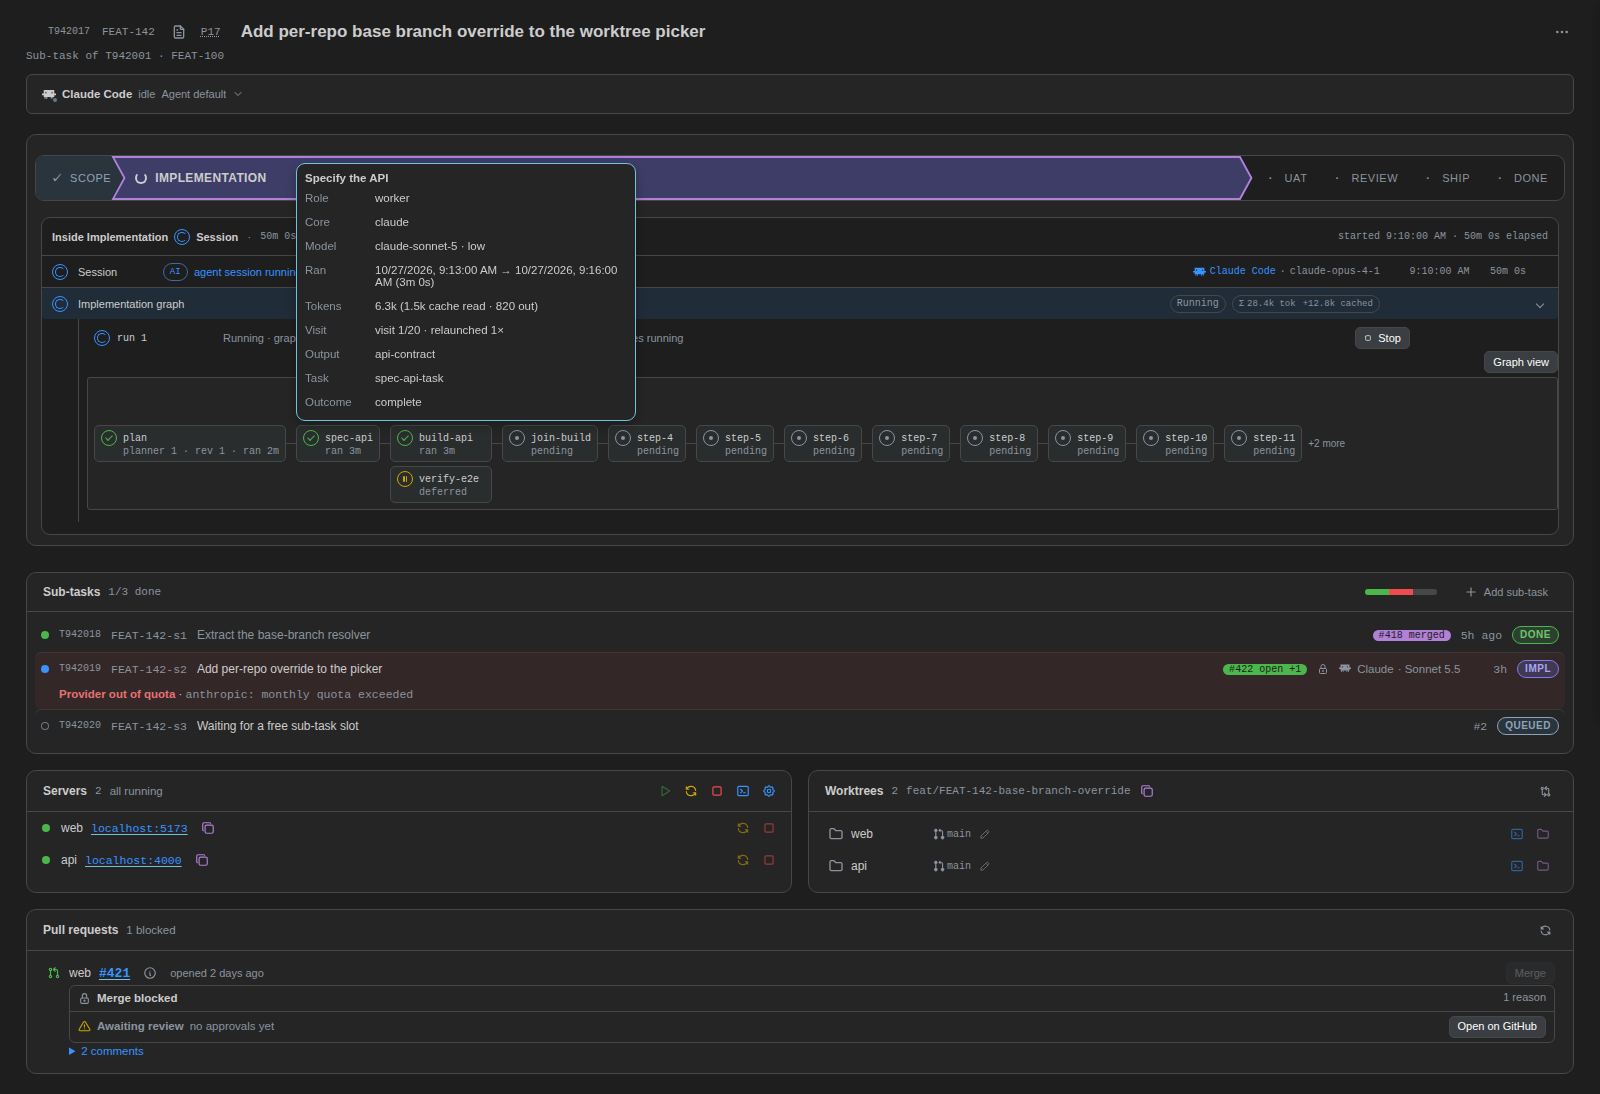 T942017 FEAT-142 P17 Add per-repo base branch override to the worktree picker
Sub-task of T942001 · FEAT-100
Claude Code idle Agent default
SCOPE IMPLEMENTATION · UAT · REVIEW · SHIP · DONE
Specify the API
Role worker
Core claude
Model claude-sonnet-5 · low
Ran 10/27/2026, 9:13:00 AM → 10/27/2026, 9:16:00
AM (3m 0s)
Tokens 6.3k (1.5k cache read · 820 out)
Visit visit 1/20 · relaunched 1×
Output api-contract
Task spec-api-task
Outcome complete
Inside Implementation Session · 50m 0s started 9:10:00 AM · 50m 0s elapsed
Session AI agent session runnin Claude Code · claude-opus-4-1 9:10:00 AM 50m 0s
Implementation graph Running Σ 28.4k tok +12.8k cached
run 1 Running · grap es running Stop
Graph view
plan
planner 1 · rev 1 · ran 2m
spec-api
ran 3m
build-api
ran 3m
join-build
pending
step-4
pending
step-5
pending
step-6
pending
step-7
pending
step-8
pending
step-9
pending
step-10
pending
step-11
pending
+2 more
verify-e2e
deferred
Sub-tasks 1/3 done Add sub-task
T942018 FEAT-142-s1 Extract the base-branch resolver #418 merged 5h ago DONE
T942019 FEAT-142-s2 Add per-repo override to the picker #422 open +1 Claude · Sonnet 5.5 3h IMPL
Provider out of quota · anthropic: monthly quota exceeded
T942020 FEAT-142-s3 Waiting for a free sub-task slot #2 QUEUED
Servers 2 all running
web localhost:5173
api localhost:4000
Worktrees 2 feat/FEAT-142-base-branch-override
web main
api main
Pull requests 1 blocked
web #421 opened 2 days ago Merge
Merge blocked 1 reason
Awaiting review no approvals yet Open on GitHub
2 comments